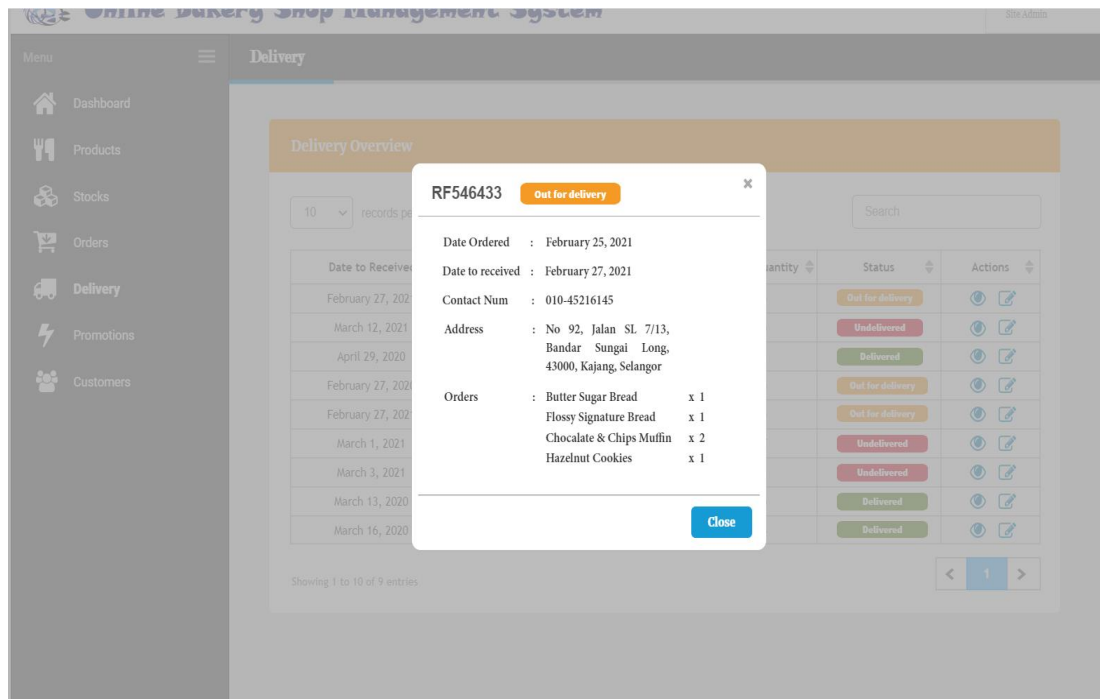 Online Bakery Shop Management System
Site Admin
Menu
Delivery
Dashboard
Products
Stocks
Orders
Delivery
Promotions
Customers
Delivery Overview
10 records pe
Search
Date to Receive
antity Status Actions
February 27, 202 Out for delivery
March 12, 2021 Undelivered
April 29, 2020 Delivered
February 27, 202 Out for delivery
February 27, 202 Out for delivery
March 1, 2021 Undelivered
March 3, 2021 Undelivered
March 13, 2020 Delivered
March 16, 2020 Delivered
Showing 1 to 10 of 9 entries
< 1 >
RF546433 Out for delivery ×
Date Ordered : February 25, 2021
Date to received : February 27, 2021
Contact Num : 010-45216145
Address : No 92, Jalan SL 7/13,
Bandar Sungai Long,
43000, Kajang, Selangor
Orders : Butter Sugar Bread x 1
Flossy Signature Bread x 1
Chocalate & Chips Muffin x 2
Hazelnut Cookies x 1
Close